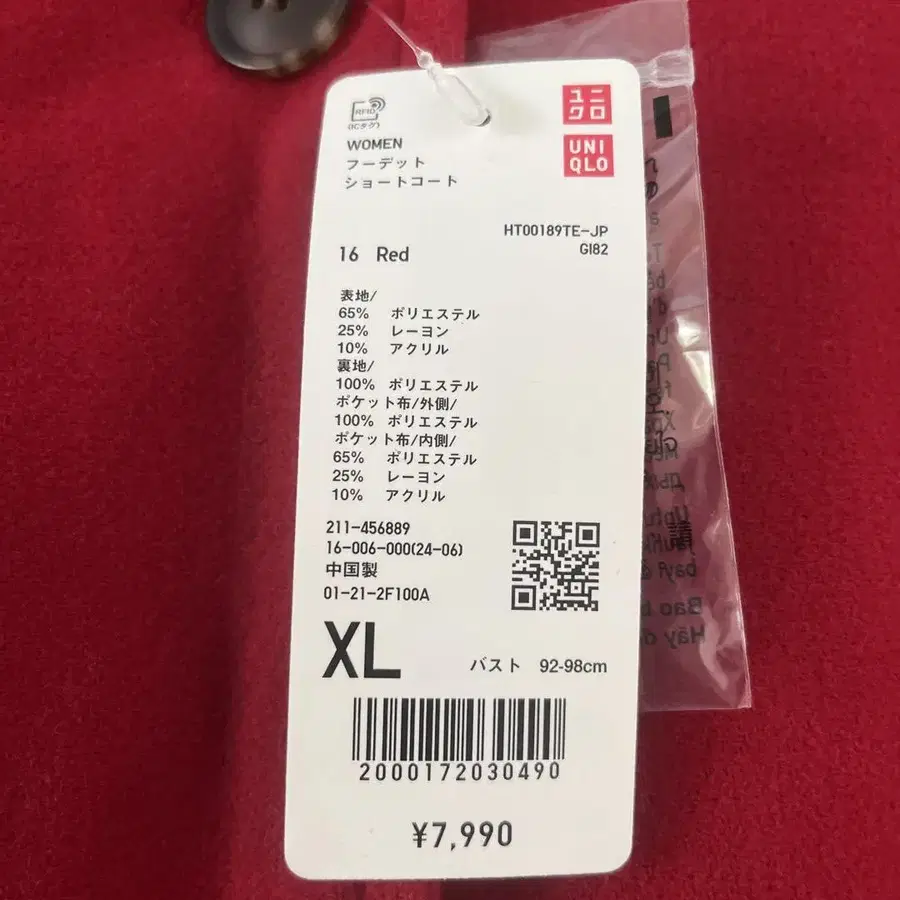 RFID
(ICタグ)
ユニ
クロ
UNI
QLO
WOMEN
フーデット
ショートコート
HT00189TE-JP
GI82
16 Red
表地/
65% ポリエステル
25% レーヨン
10% アクリル
裏地/
100% ポリエステル
ポケット布/外側/
100% ポリエステル
ポケット布/内側/
65% ポリエステル
25% レーヨン
10% アクリル
211-456889
16-006-000(24-06)
中国製
01-21-2F100A
XL バスト 92-98cm
2000172030490
¥7,990
Bao b
Hãy đ